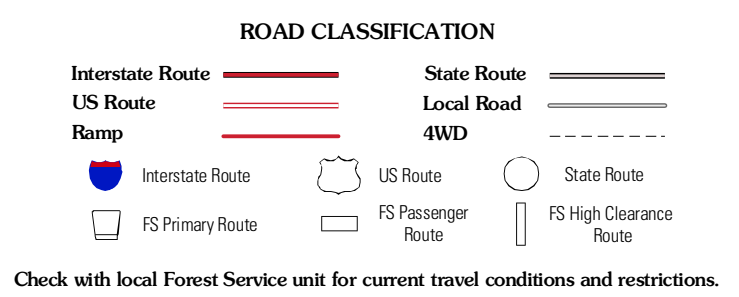 ROAD CLASSIFICATION
Interstate Route
State Route
US Route
Local Road
Ramp
4WD
Interstate Route
US Route
State Route
FS Primary Route
FS Passenger
Route
FS High Clearance
Route
Check with local Forest Service unit for current travel conditions and restrictions.